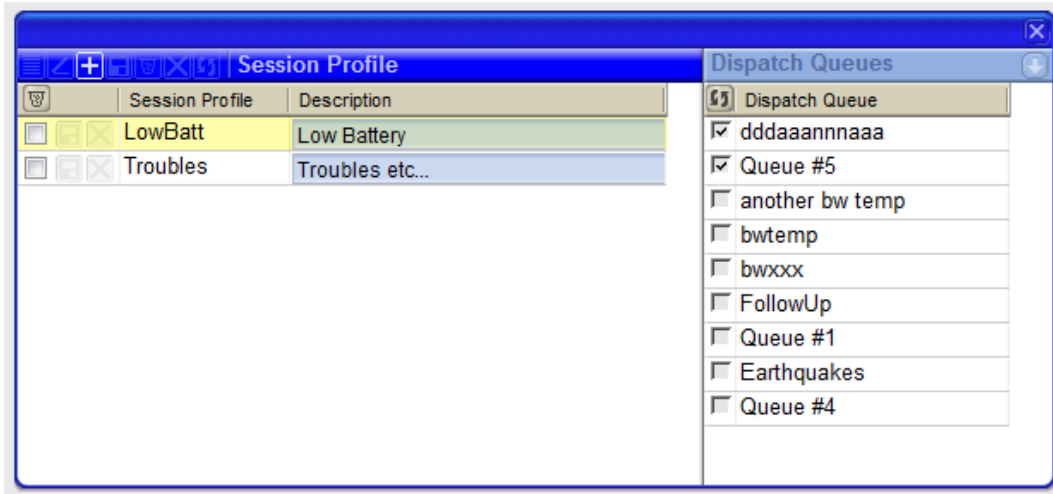 Session Profile
Dispatch Queues
Session Profile Description
Dispatch Queue
LowBatt Low Battery
Troubles Troubles etc...
dddaaannnaaa
Queue #5
another bw temp
bwtemp
bwxxx
FollowUp
Queue #1
Earthquakes
Queue #4